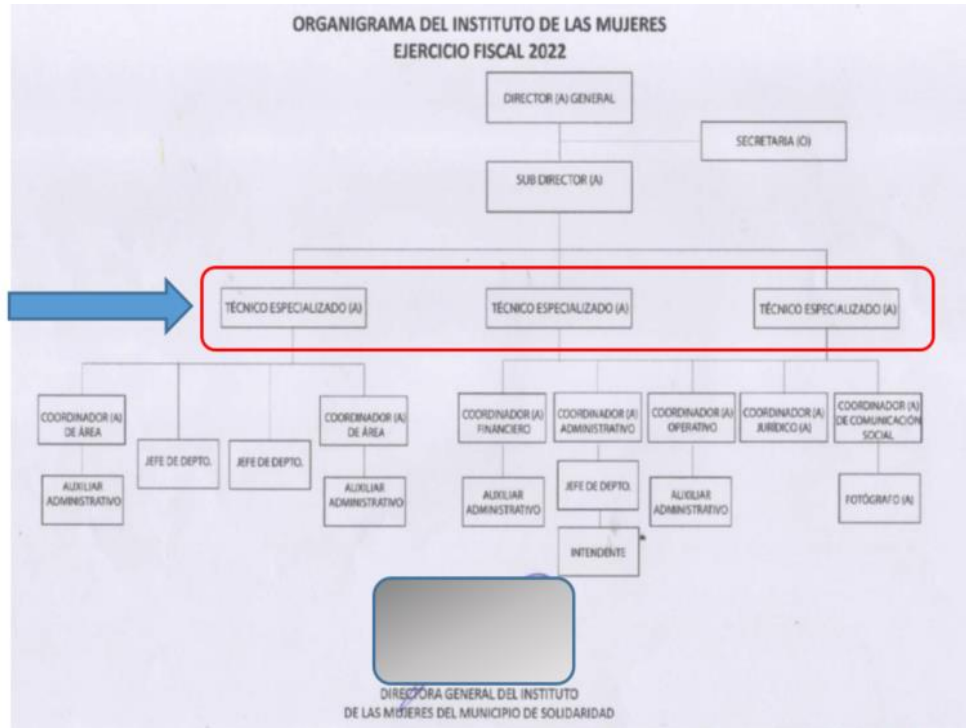 ORGANIGRAMA DEL INSTITUTO DE LAS MUJERES
EJERCICIO FISCAL 2022
DIRECTOR (A) GENERAL
SECRETARIA (O)
SUB DIRECTOR (A)
TÉCNICO ESPECIALIZADO (A)
TÉCNICO ESPECIALIZADO (A)
TÉCNICO ESPECIALIZADO (A)
COORDINADOR (A)
DE ÁREA
JEFE DE DEPTO.
JEFE DE DEPTO.
COORDINADOR (A)
DE ÁREA
AUXILIAR
ADMINISTRATIVO
AUXILIAR
ADMINISTRATIVO
COORDINADOR (A)
FINANCIERO
COORDINADOR (A)
ADMINISTRATIVO
COORDINADOR (A)
OPERATIVO
COORDINADOR (A)
JURÍDICO (A)
COORDINADOR (A)
DE COMUNICACIÓN
SOCIAL
AUXILIAR
ADMINISTRATIVO
JEFE DE DEPTO.
AUXILIAR
ADMINISTRATIVO
FOTÓGRAFO (A)
INTENDENTE
DIRECTORA GENERAL DEL INSTITUTO
DE LAS MUJERES DEL MUNICIPIO DE SOLIDARIDAD